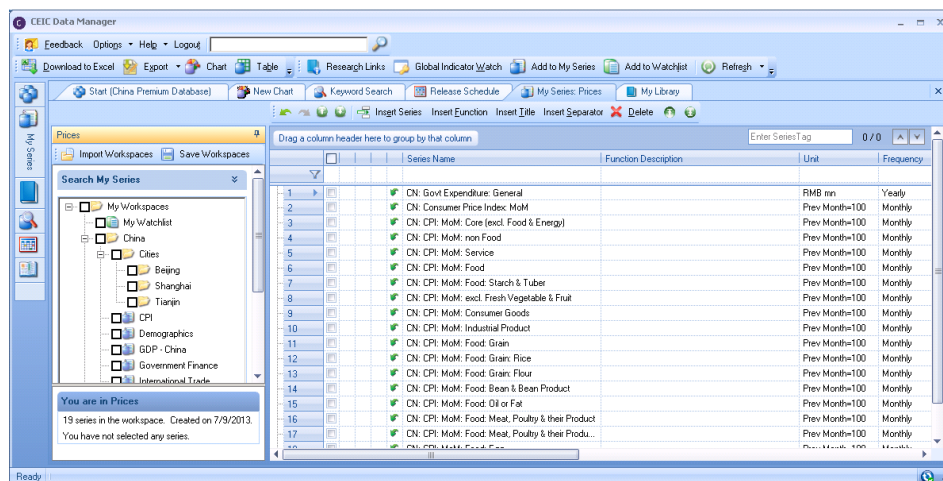 CEIC Data Manager
Feedback Options Help Logout
Download to Excel Export Chart Table Research Links Global Indicator Watch Add to My Series Add to Watchlist Refresh
Start (China Premium Database) New Chart Keyword Search Release Schedule My Series: Prices My Library
Insert Series Insert Function Insert Title Insert Separator Delete
My Series
Prices
Import Workspaces Save Workspaces
Search My Series
My Workspaces
My Watchlist
China
Cities
Beijing
Shanghai
Tianjin
CPI
Demographics
GDP - China
Government Finance
International Trade
You are in Prices
19 series in the workspace. Created on 7/9/2013.
You have not selected any series.
Drag a column header here to group by that column Enter SeriesTag 0 / 0
Series Name Function Description Unit Frequency
1 CN: Govt Expenditure: General RMB mn Yearly
2 CN: Consumer Price Index: MoM Prev Month=100 Monthly
3 CN: CPI: MoM: Core (excl. Food & Energy) Prev Month=100 Monthly
4 CN: CPI: MoM: non Food Prev Month=100 Monthly
5 CN: CPI: MoM: Service Prev Month=100 Monthly
6 CN: CPI: MoM: Food Prev Month=100 Monthly
7 CN: CPI: MoM: Food: Starch & Tuber Prev Month=100 Monthly
8 CN: CPI: MoM: excl. Fresh Vegetable & Fruit Prev Month=100 Monthly
9 CN: CPI: MoM: Consumer Goods Prev Month=100 Monthly
10 CN: CPI: MoM: Industrial Product Prev Month=100 Monthly
11 CN: CPI: MoM: Food: Grain Prev Month=100 Monthly
12 CN: CPI: MoM: Food: Grain: Rice Prev Month=100 Monthly
13 CN: CPI: MoM: Food: Grain: Flour Prev Month=100 Monthly
14 CN: CPI: MoM: Food: Bean & Bean Product Prev Month=100 Monthly
15 CN: CPI: MoM: Food: Oil or Fat Prev Month=100 Monthly
16 CN: CPI: MoM: Food: Meat, Poultry & their Product Prev Month=100 Monthly
17 CN: CPI: MoM: Food: Meat, Poultry & their Produ... Prev Month=100 Monthly
Ready